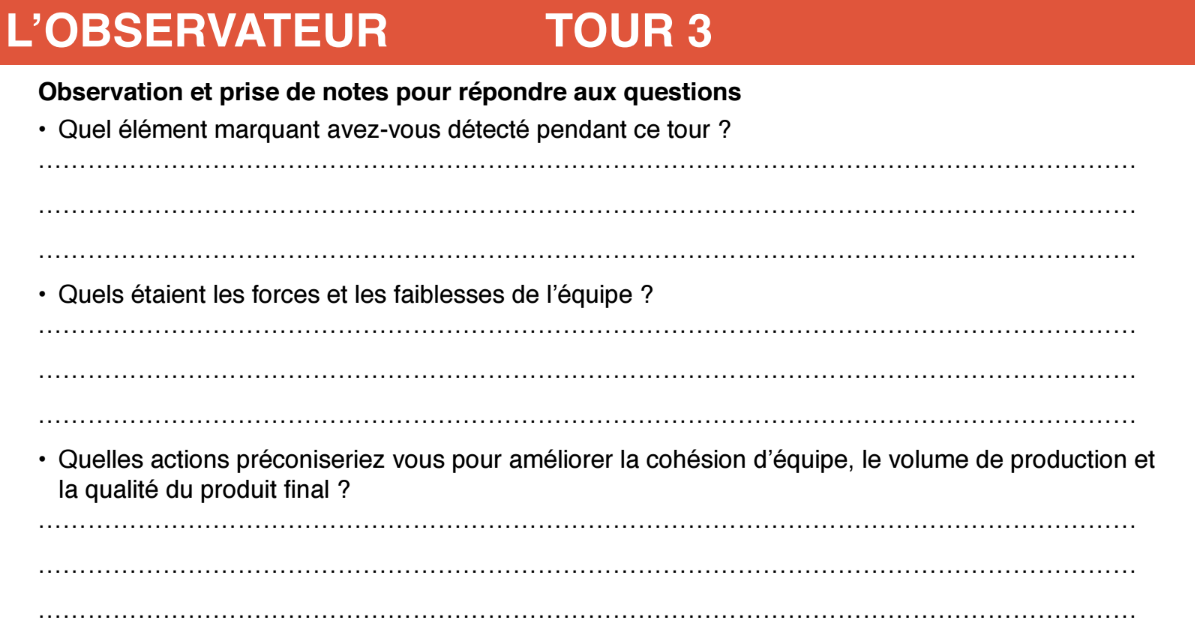 L’OBSERVATEUR TOUR 3
Observation et prise de notes pour répondre aux questions
• Quel élément marquant avez-vous détecté pendant ce tour ?
……………………………………………………………………………………………………………………
……………………………………………………………………………………………………………………
……………………………………………………………………………………………………………………
• Quels étaient les forces et les faiblesses de l’équipe ?
……………………………………………………………………………………………………………………
……………………………………………………………………………………………………………………
……………………………………………………………………………………………………………………
• Quelles actions préconiseriez vous pour améliorer la cohésion d’équipe, le volume de production et
la qualité du produit final ?
……………………………………………………………………………………………………………………
……………………………………………………………………………………………………………………
……………………………………………………………………………………………………………………